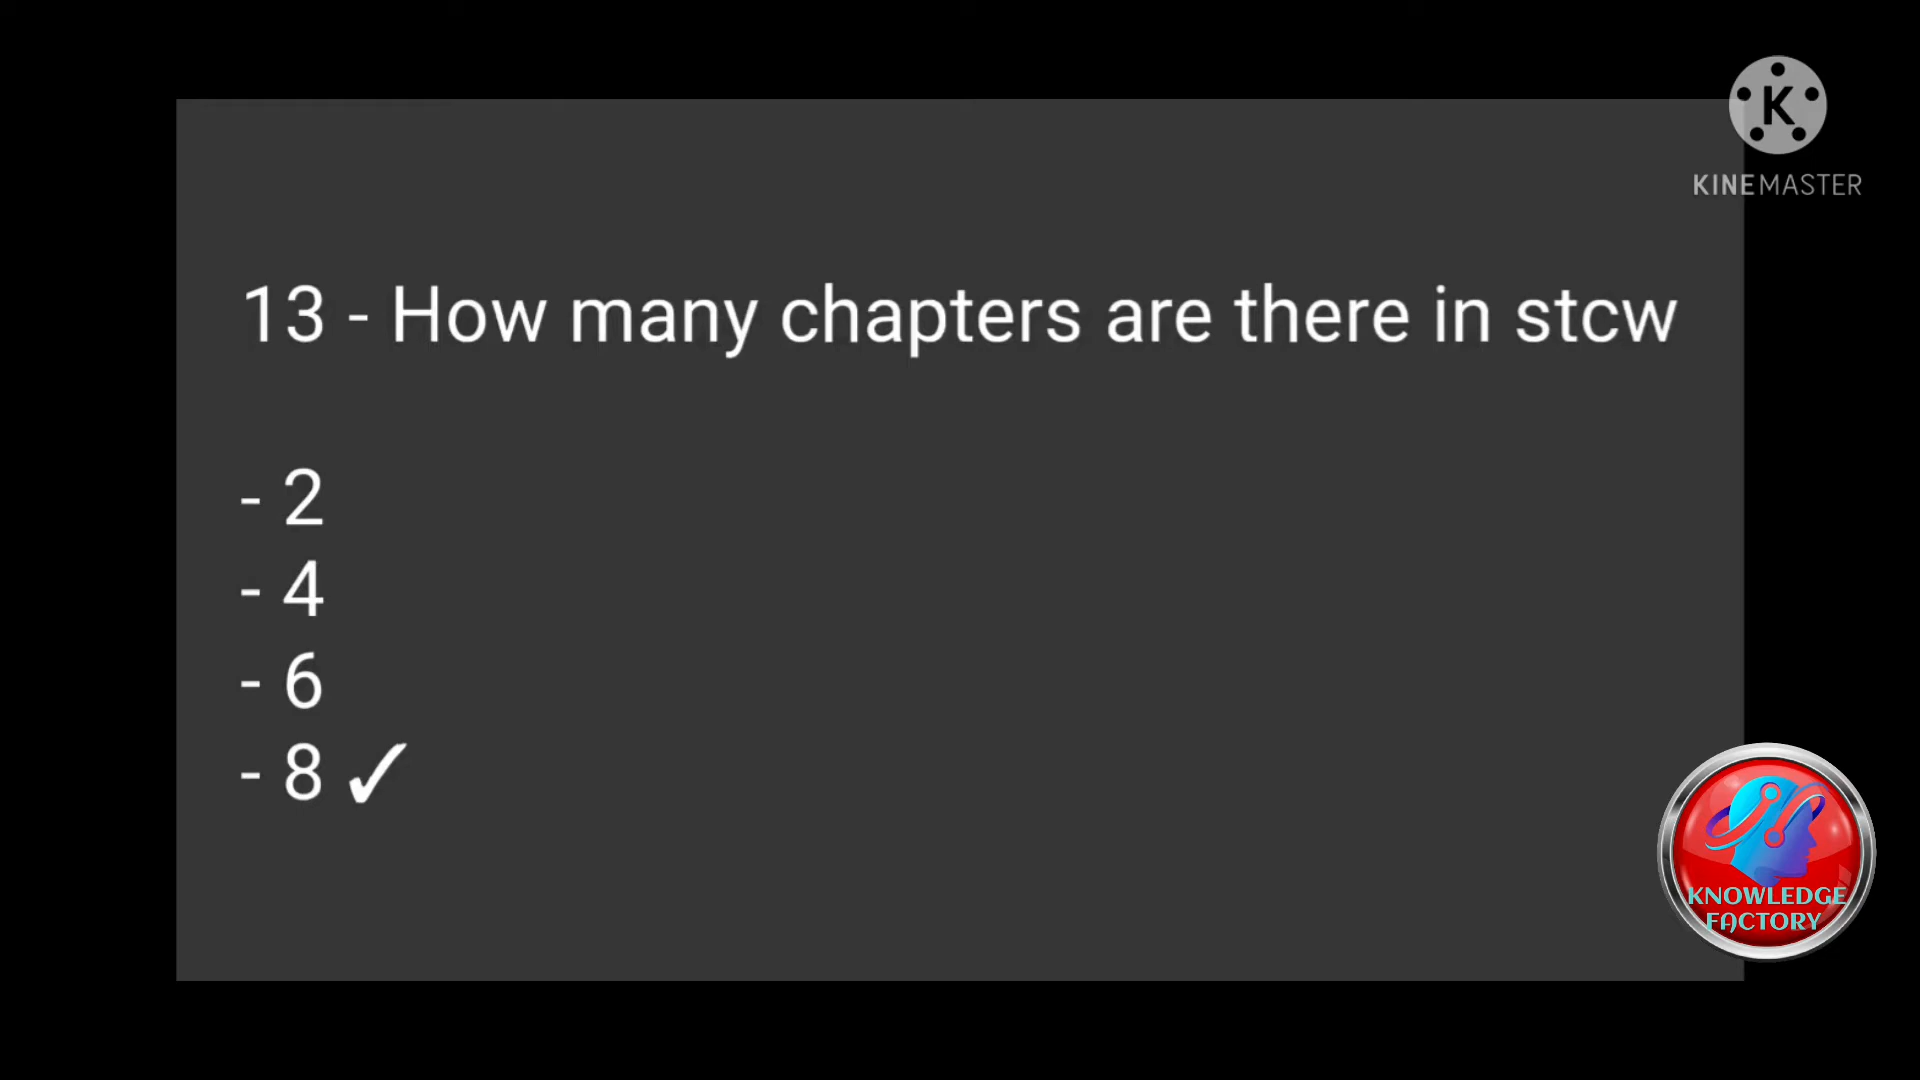 K
KINEMASTER
13 - How many chapters are there in stcw
- 2
- 4
- 6
- 8 ✓
KNOWLEDGE
FACTORY